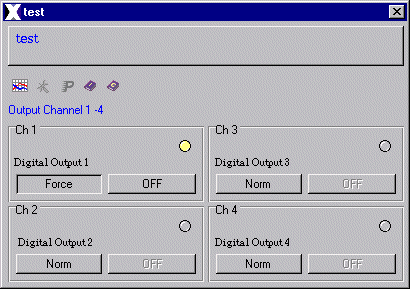 test
test
Output Channel 1 -4
Ch 1
Digital Output 1
Force OFF
Ch 3
Digital Output 3
Norm OFF
Ch 2
Digital Output 2
Norm OFF
Ch 4
Digital Output 4
Norm OFF